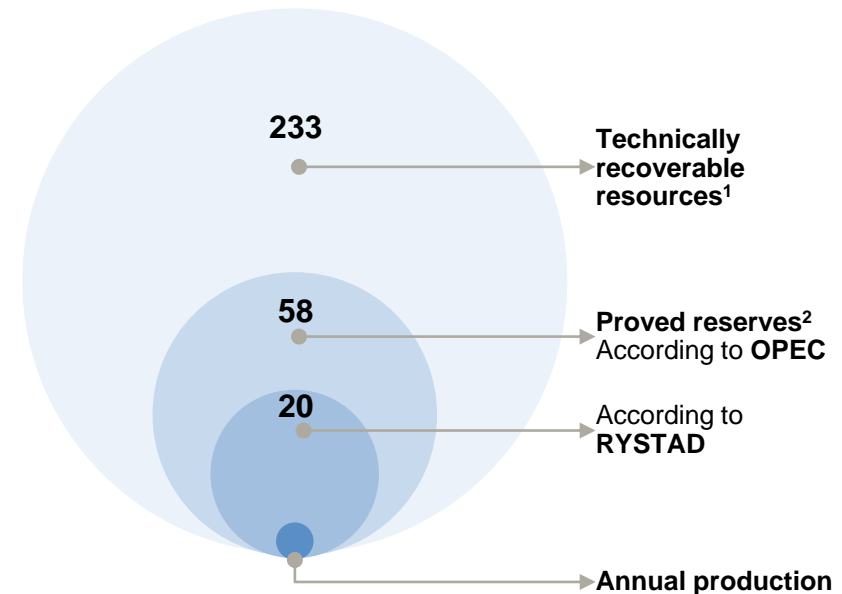 233
Technically
recoverable
resources¹
58
Proved reserves²
According to OPEC
20
According to
RYSTAD
Annual production